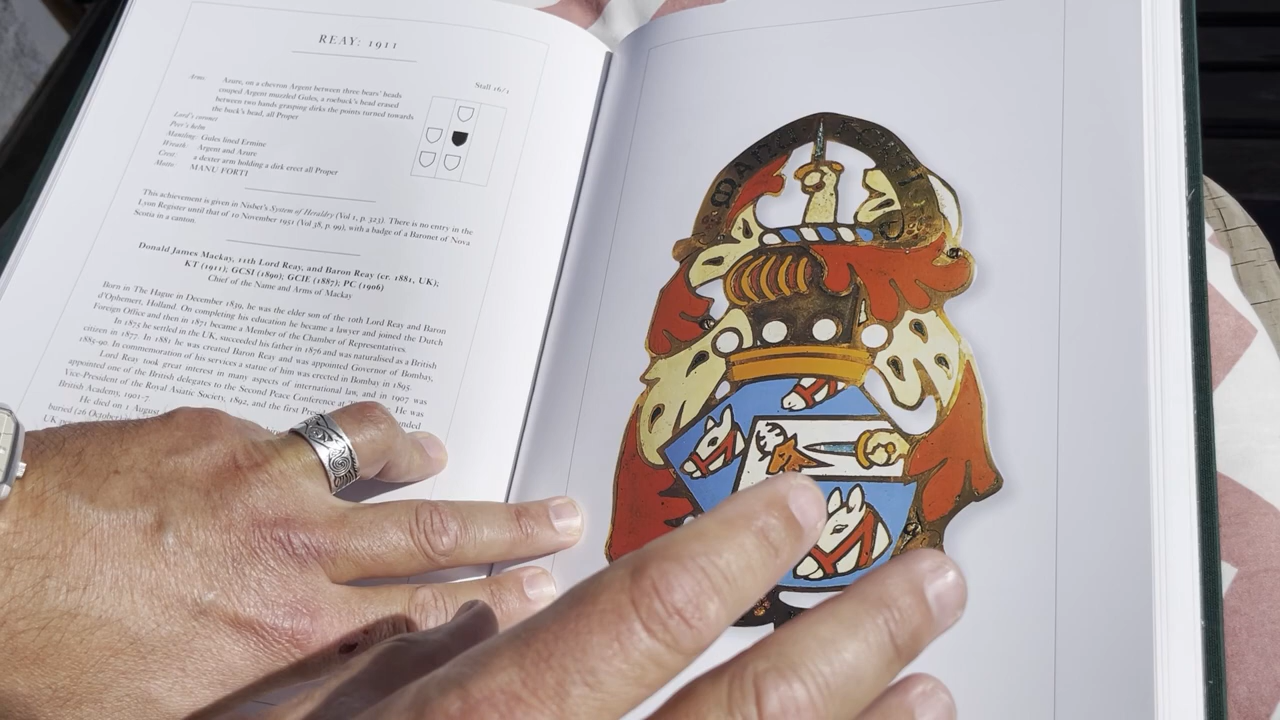 REAY: 1911
Stall 16/1
Arms Azure, on a chevron Argent between three bears' heads
couped Argent muzzled Gules, a roebuck's head erased
between two hands grasping dirks the points turned towards
the buck's head, all Proper
Lord's coronet
Peer's helm
Mantling: Gules lined Ermine
Wreath: Argent and Azure
Crest: a dexter arm holding a dirk erect all Proper
Motto: MANU FORTI
This achievement is given in Nisbet's System of Heraldry (Vol 1, p. 323). There is no entry in the
Lyon Register until that of 10 November 1951 (Vol 38, p. 99), with a badge of a Baronet of Nova
Scotia in a canton.
Donald James Mackay, 11th Lord Reay, and Baron Reay (cr. 1881, UK);
KT (1911); GCSI (1890); GCIE (1887); PC (1906)
Chief of the Name and Arms of Mackay
Born in The Hague in December 1839, he was the elder son of the 10th Lord Reay and Baron
d'Ophemert, Holland. On completing his education he became a lawyer and joined the Dutch
Foreign Office and then in 1871 became a Member of the Chamber of Representatives.
In 1875 he settled in the UK, succeeded his father in 1876 and was naturalised as a British
citizen in 1877. In 1881 he was created Baron Reay and was appointed Governor of Bombay,
1885-90. In commemoration of his services a statue of him was erected in Bombay in 1895.
Lord Reay took great interest in many aspects of international law, and in 1907 was
appointed one of the British delegates to the Second Peace Conference at He was
Vice-President of the Royal Asiatic Society, 1892, and the first
British Academy, 1901-7.
He died on 1 August
buried (26 October)
UK
MANU FORTI